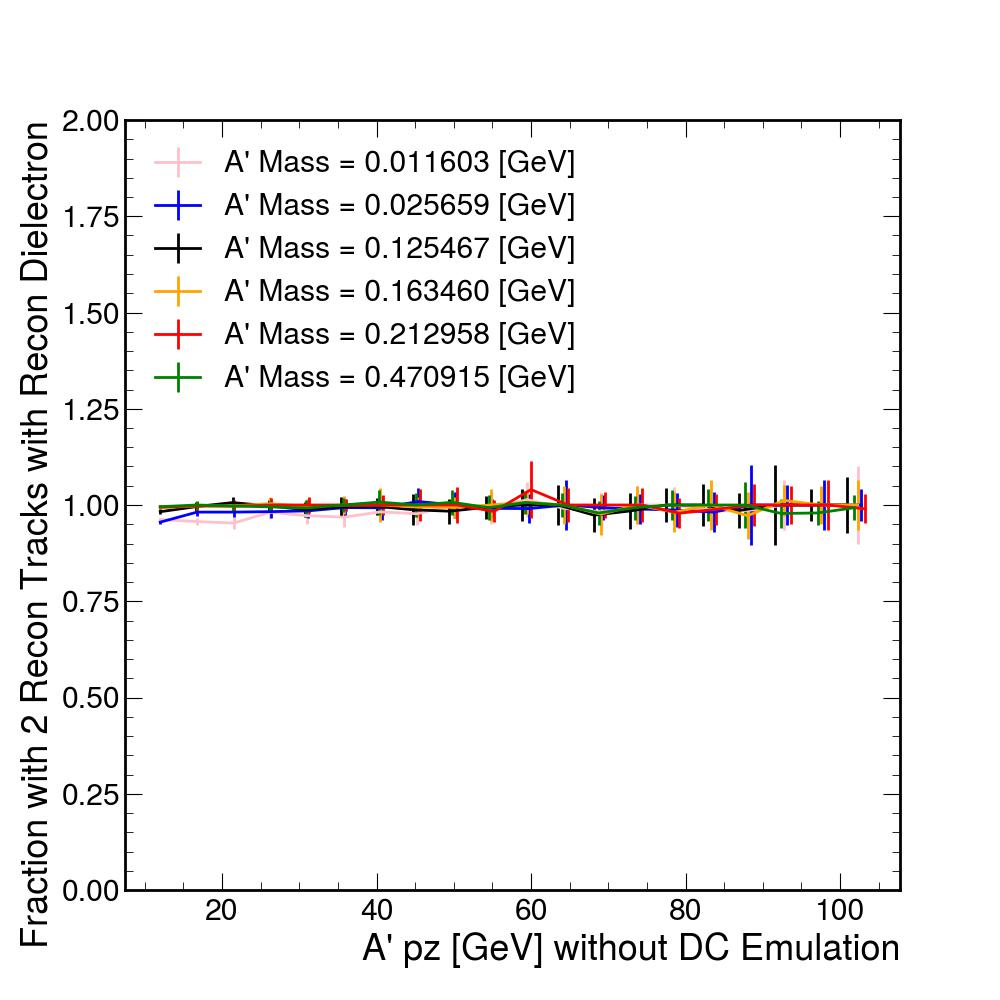 Fraction with 2 Recon Tracks with Recon Dielectron
2.00
1.75
1.50
1.25
1.00
0.75
0.50
0.25
0.00
A' Mass = 0.011603 [GeV]
A' Mass = 0.025659 [GeV]
A' Mass = 0.125467 [GeV]
A' Mass = 0.163460 [GeV]
A' Mass = 0.212958 [GeV]
A' Mass = 0.470915 [GeV]
20 40 60 80 100
A' pz [GeV] without DC Emulation